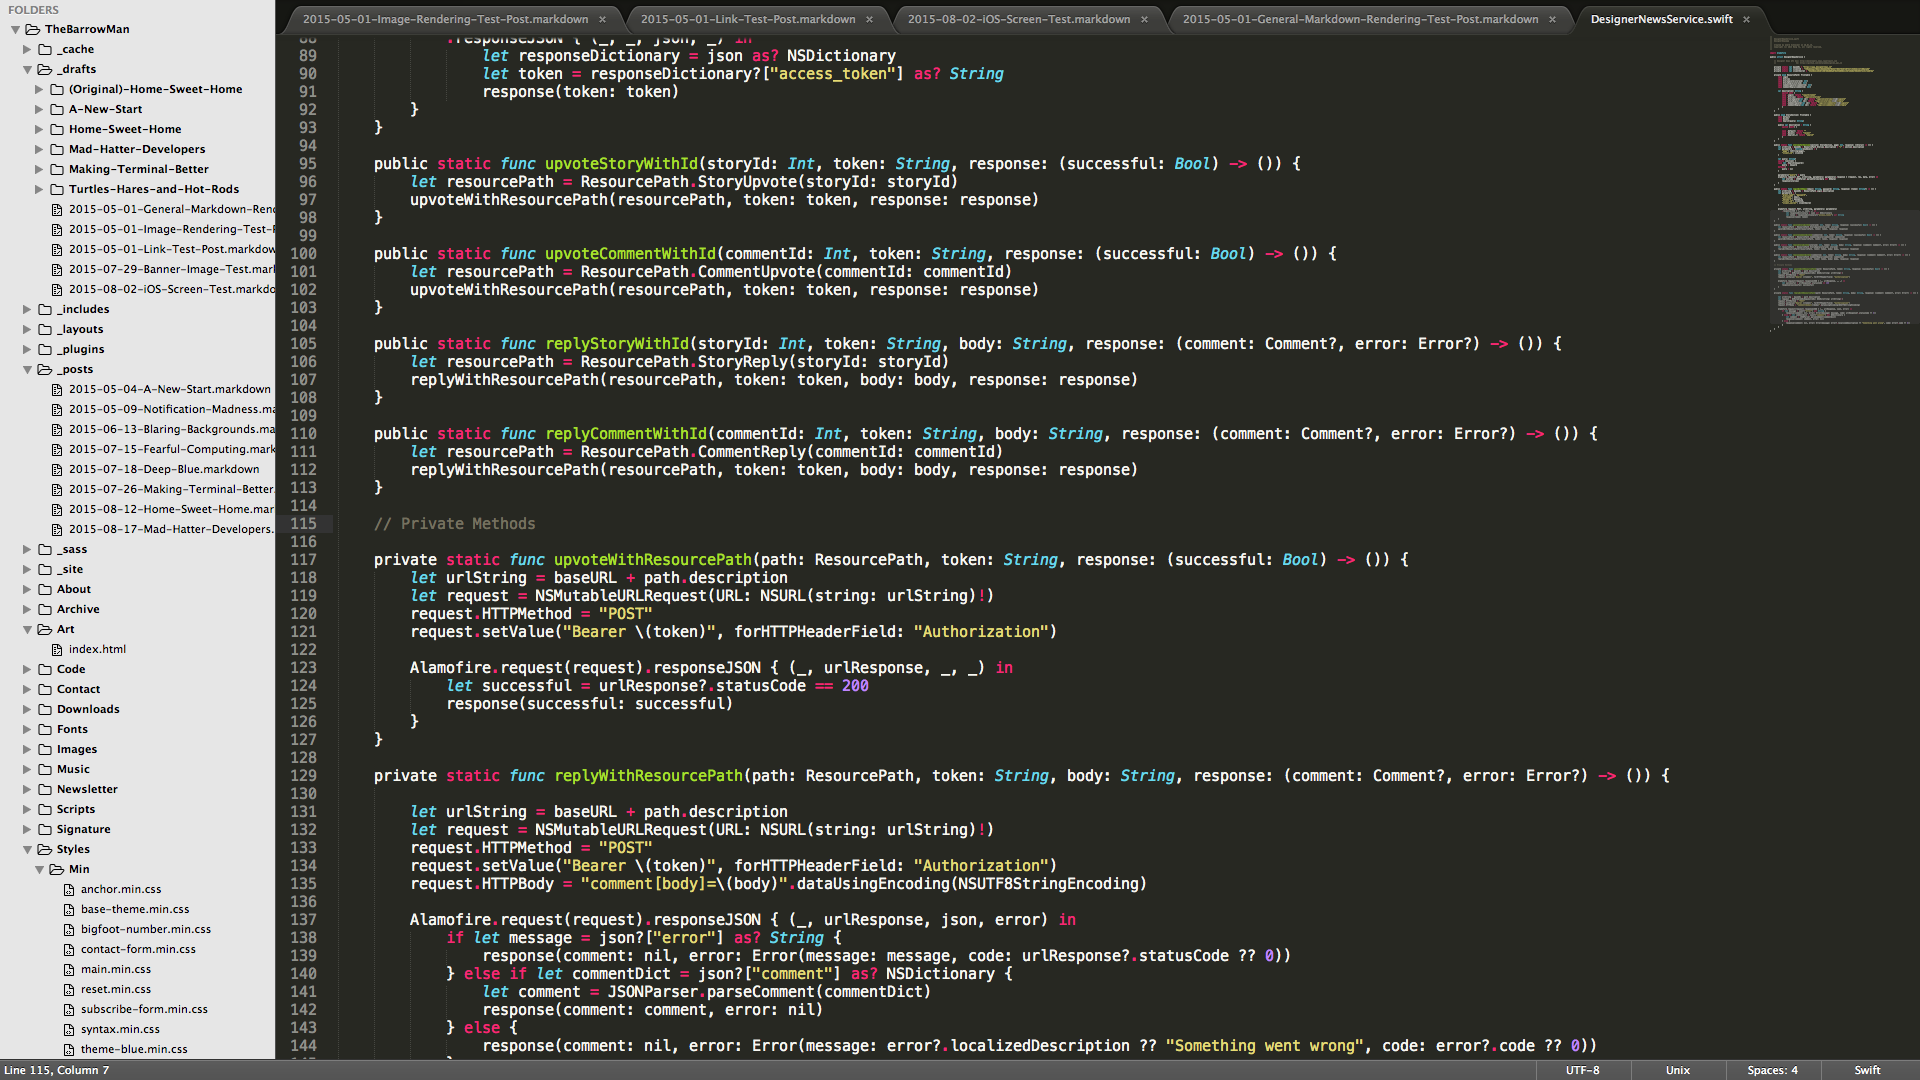 FOLDERS
TheBarrowMan
_cache
_drafts
(Original)-Home-Sweet-Home
A-New-Start
Home-Sweet-Home
Mad-Hatter-Developers
Making-Terminal-Better
Turtles-Hares-and-Hot-Rods
2015-05-01-General-Markdown-Ren
2015-05-01-Image-Rendering-Test-
2015-05-01-Link-Test-Post.markdow
2015-07-29-Banner-Image-Test.mar
2015-08-02-iOS-Screen-Test.markdo
_includes
_layouts
_plugins
_posts
2015-05-04-A-New-Start.markdown
2015-05-09-Notification-Madness.ma
2015-06-13-Blaring-Backgrounds.ma
2015-07-15-Fearful-Computing.mark
2015-07-18-Deep-Blue.markdown
2015-07-26-Making-Terminal-Better.
2015-08-12-Home-Sweet-Home.mar
2015-08-17-Mad-Hatter-Developers.
_sass
_site
About
Archive
Art
index.html
Code
Contact
Downloads
Fonts
Images
Music
Newsletter
Scripts
Signature
Styles
Min
anchor.min.css
base-theme.min.css
bigfoot-number.min.css
contact-form.min.css
main.min.css
reset.min.css
subscribe-form.min.css
syntax.min.css
theme-blue.min.css
2015-05-01-Image-Rendering-Test-Post.markdown × 2015-05-01-Link-Test-Post.markdown × 2015-08-02-iOS-Screen-Test.markdown × 2015-05-01-General-Markdown-Rendering-Test-Post.markdown × DesignerNewsService.swift ×
88 .responseJSON { (_, _, json, _) in
89 let responseDictionary = json as? NSDictionary
90 let token = responseDictionary?["access_token"] as? String
91 response(token: token)
92 }
93 }
94
95 public static func upvoteStoryWithId(storyId: Int, token: String, response: (successful: Bool) -> ()) {
96 let resourcePath = ResourcePath.StoryUpvote(storyId: storyId)
97 upvoteWithResourcePath(resourcePath, token: token, response: response)
98 }
99
100 public static func upvoteCommentWithId(commentId: Int, token: String, response: (successful: Bool) -> ()) {
101 let resourcePath = ResourcePath.CommentUpvote(commentId: commentId)
102 upvoteWithResourcePath(resourcePath, token: token, response: response)
103 }
104
105 public static func replyStoryWithId(storyId: Int, token: String, body: String, response: (comment: Comment?, error: Error?) -> ()) {
106 let resourcePath = ResourcePath.StoryReply(storyId: storyId)
107 replyWithResourcePath(resourcePath, token: token, body: body, response: response)
108 }
109
110 public static func replyCommentWithId(commentId: Int, token: String, body: String, response: (comment: Comment?, error: Error?) -> ()) {
111 let resourcePath = ResourcePath.CommentReply(commentId: commentId)
112 replyWithResourcePath(resourcePath, token: token, body: body, response: response)
113 }
114
115 // Private Methods
116
117 private static func upvoteWithResourcePath(path: ResourcePath, token: String, response: (successful: Bool) -> ()) {
118 let urlString = baseURL + path.description
119 let request = NSMutableURLRequest(URL: NSURL(string: urlString)!)
120 request.HTTPMethod = "POST"
121 request.setValue("Bearer \(token)", forHTTPHeaderField: "Authorization")
122
123 Alamofire.request(request).responseJSON { (_, urlResponse, _, _) in
124 let successful = urlResponse?.statusCode == 200
125 response(successful: successful)
126 }
127 }
128
129 private static func replyWithResourcePath(path: ResourcePath, token: String, body: String, response: (comment: Comment?, error: Error?) -> ()) {
130
131 let urlString = baseURL + path.description
132 let request = NSMutableURLRequest(URL: NSURL(string: urlString)!)
133 request.HTTPMethod = "POST"
134 request.setValue("Bearer \(token)", forHTTPHeaderField: "Authorization")
135 request.HTTPBody = "comment[body]=\(body)".dataUsingEncoding(NSUTF8StringEncoding)
136
137 Alamofire.request(request).responseJSON { (_, urlResponse, json, error) in
138 if let message = json?["error"] as? String {
139 response(comment: nil, error: Error(message: message, code: urlResponse?.statusCode ?? 0))
140 } else if let commentDict = json?["comment"] as? NSDictionary {
141 let comment = JSONParser.parseComment(commentDict)
142 response(comment: comment, error: nil)
143 } else {
144 response(comment: nil, error: Error(message: error?.localizedDescription ?? "Something went wrong", code: error?.code ?? 0))
Line 115, Column 7 UTF-8 Unix Spaces: 4 Swift